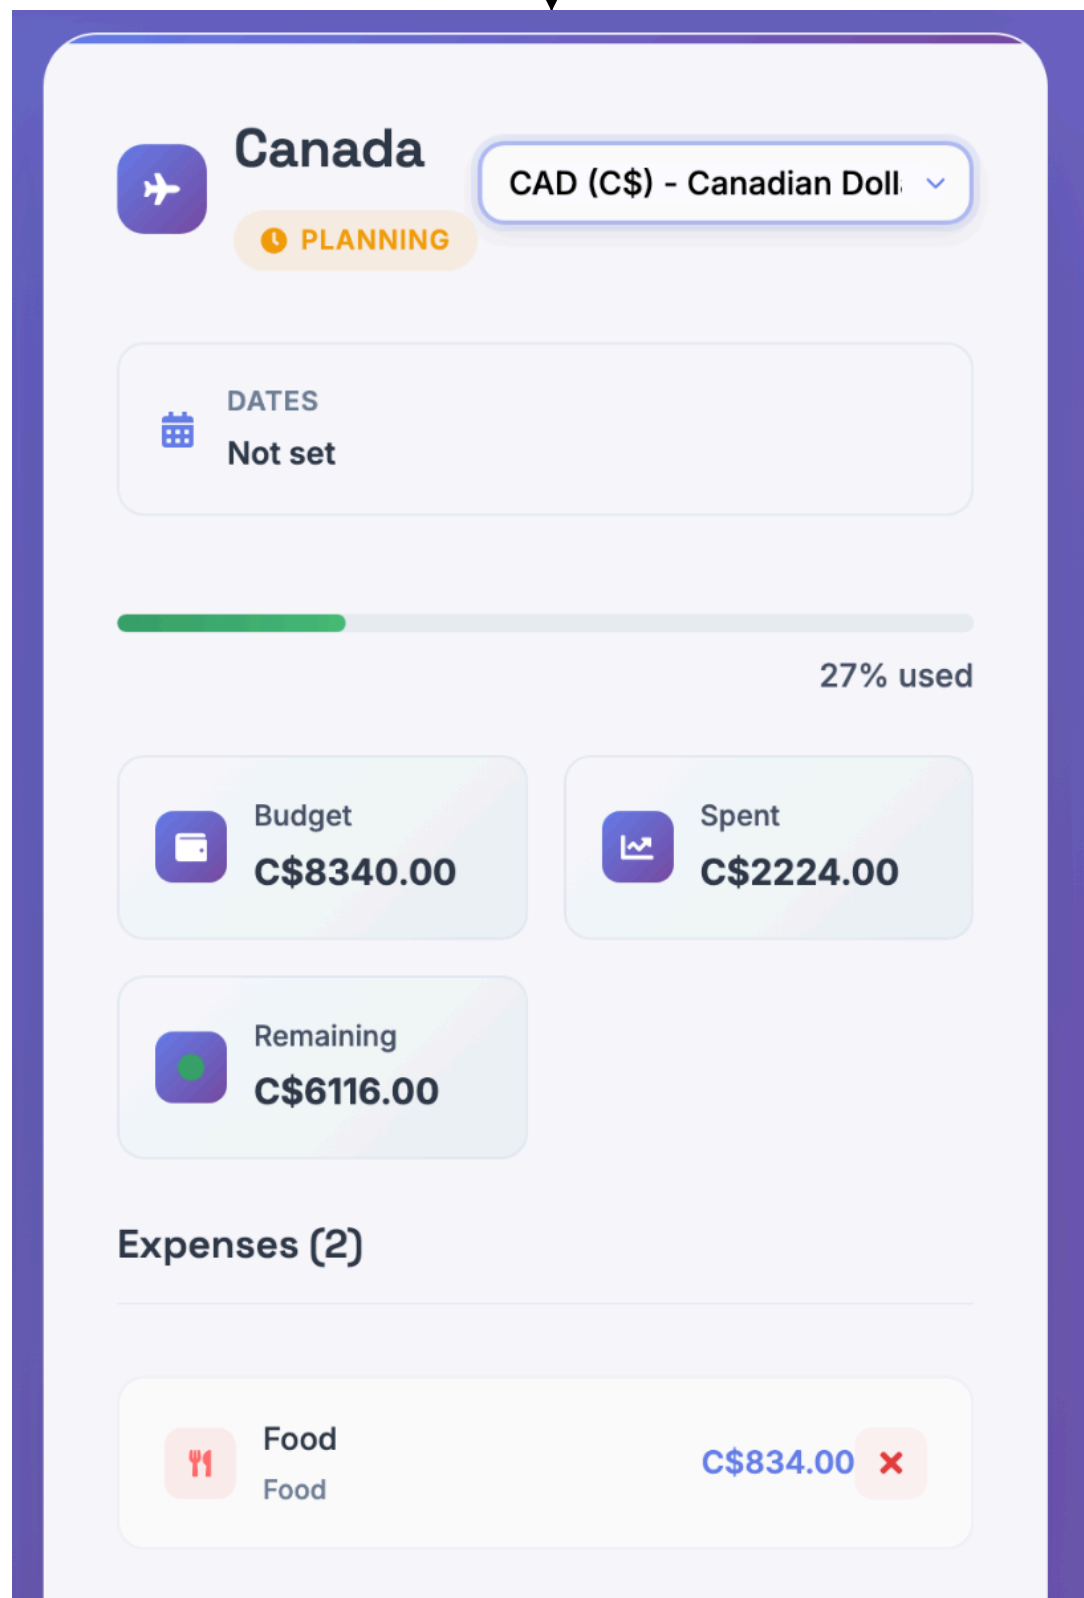 Canada
CAD (C$) - Canadian Doll
PLANNING
DATES
Not set
27% used
Budget
C$8340.00
Spent
C$2224.00
Remaining
C$6116.00
Expenses (2)
Food
Food
C$834.00